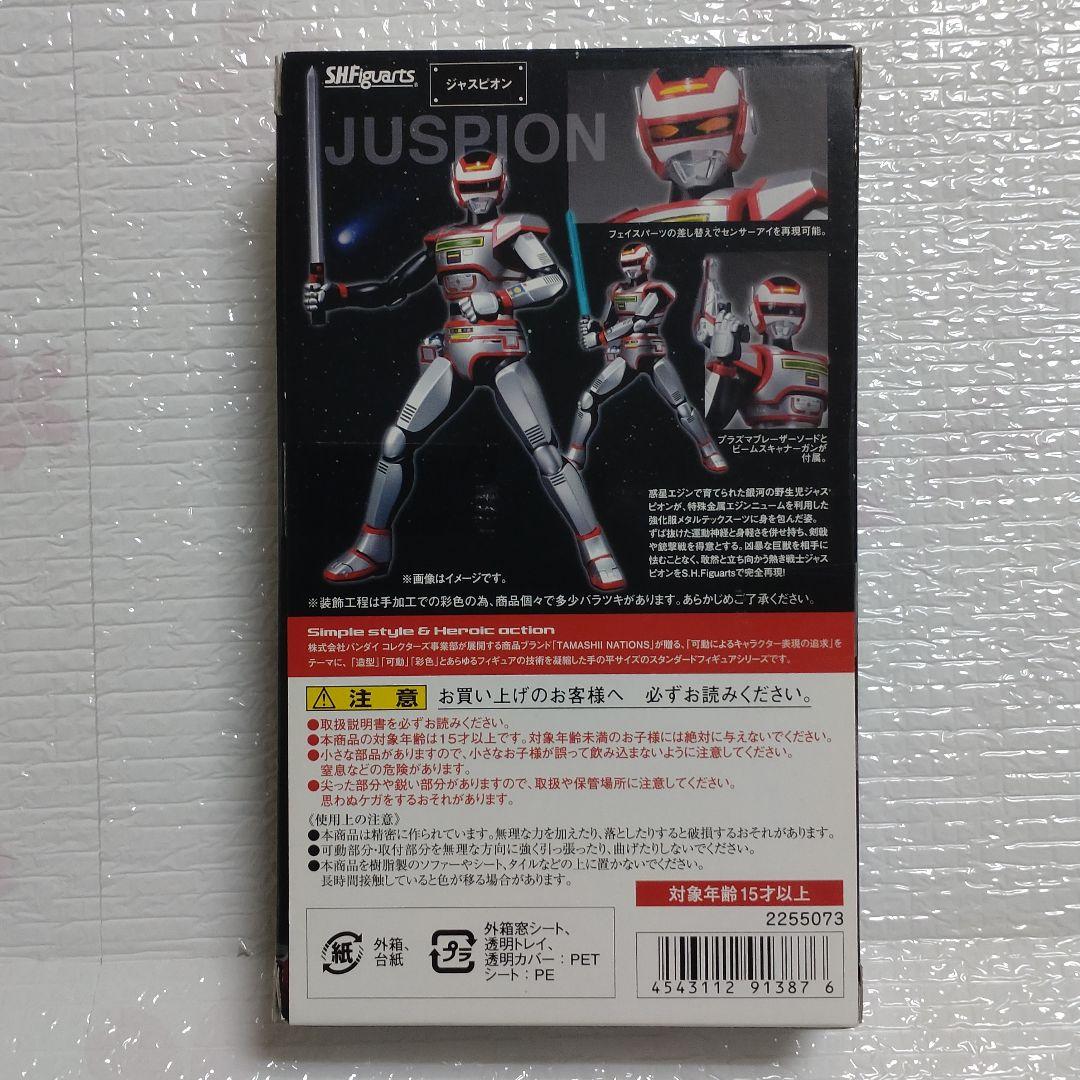 S.H.Figuarts
ジャスピオン
JUSPION
フェイスパーツの差し替えでセンサーアイを再現可能。
プラズマブレーザーソードと
ビームスキャナーガンが
付属。
惑星エジンで育てられた銀河の野生児ジャス
ピオンが、特殊金属エジンニュームを利用した
強化服メタルテックスーツに身を包んだ姿。
ずば抜けた運動神経と身軽さを併せ持ち、剣戟
や銃撃戦を得意とする。凶暴な巨獣を相手に
怯むことなく、敢然と立ち向かう熱き戦士ジャス
ピオンをS.H.Figuartsで完全再現!
※画像はイメージです。
※装飾工程は手加工での彩色の為、商品個々で多少バラツキがあります。あらかじめご了承ください。
Simple style & Heroic action
株式会社バンダイ コレクターズ事業部が展開する商品ブランド「TAMASHII NATIONS」が贈る、「可動によるキャラクター表現の追求」を
テーマに、「造型」「可動」「彩色」とあらゆるフィギュアの技術を凝縮した手の平サイズのスタンダードフィギュアシリーズです。
注意 お買い上げのお客様へ 必ずお読みください。
●取扱説明書を必ずお読みください。
●本商品の対象年齢は15才以上です。対象年齢未満のお子様には絶対に与えないでください。
●小さな部品がありますので、小さなお子様が誤って飲み込まないように注意してください。
窒息などの危険があります。
●尖った部分や鋭い部分がありますので、取扱や保管場所に注意してください。
思わぬケガをするおそれがあります。
《使用上の注意》
●本商品は精密に作られています。無理な力を加えたり、落としたりすると破損するおそれがあります。
●可動部分・取付部分を無理な方向に強く引っ張ったり、曲げたりしないでください。
●本商品を樹脂製のソファーやシート、タイルなどの上に置かないでください。
長時間接触していると色が移る場合があります。
対象年齢15才以上
2255073
紙
外箱、
台紙
プラ
外箱窓シート、
透明トレイ、
透明カバー：PET
シート：PE
4543112 91387 6